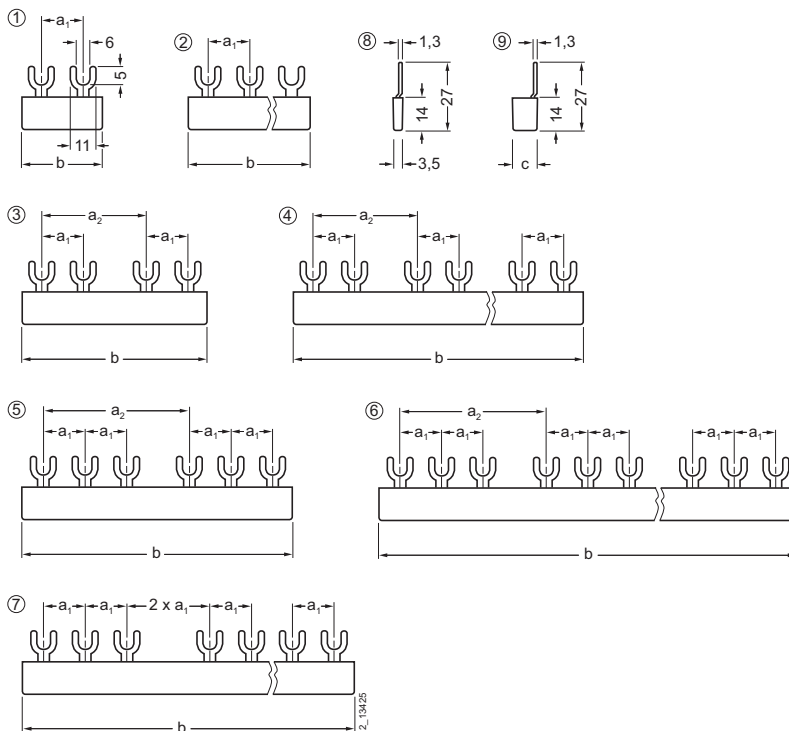 ① a₁ 6 5 11 b
② a₁ b
⑧ 1,3 27 14 3,5
⑨ 1,3 27 14 c
③ a₂ a₁ a₁ b
④ a₂ a₁ a₁ a₁ b
⑤ a₂ a₁ a₁ a₁ a₁ b
⑥ a₂ a₁ a₁ a₁ a₁ a₁ a₁ b
⑦ a₁ a₁ 2 x a₁ a₁ a₁ b
2_13425